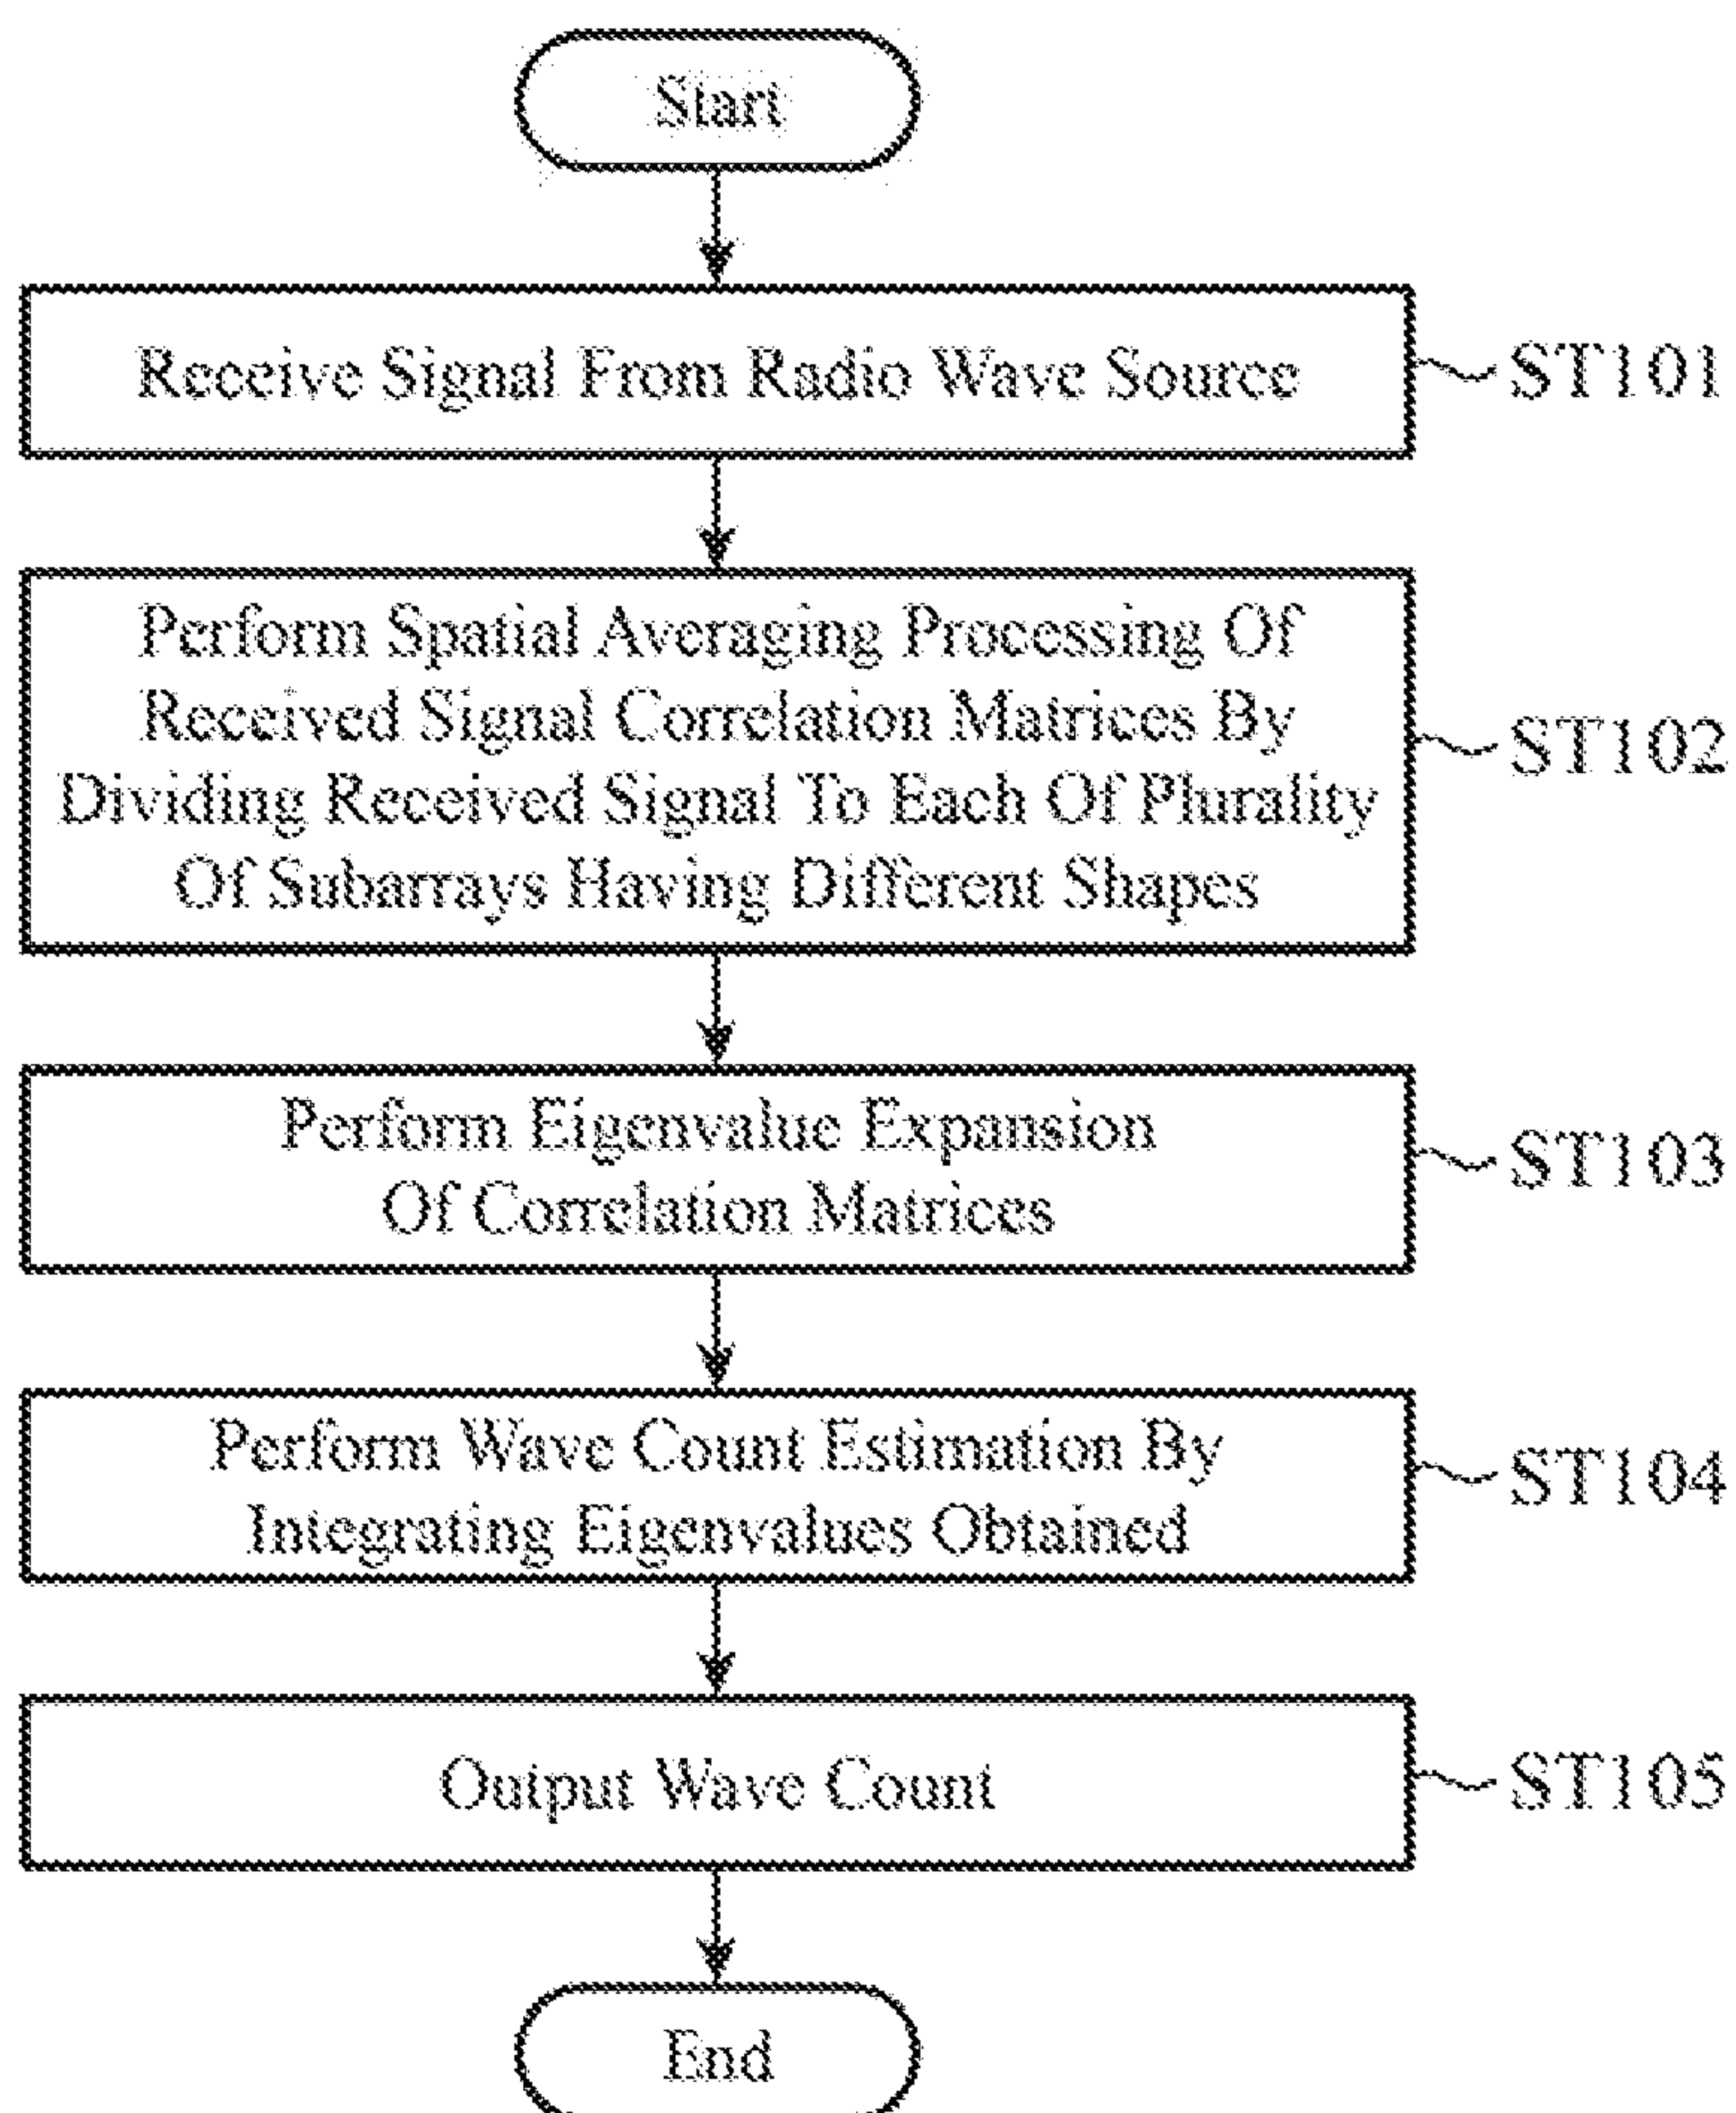 Start
Receive Signal From Radio Wave Source
ST101
Perform Spatial Averaging Processing Of
Received Signal Correlation Matrices By
Dividing Received Signal To Each Of Plurality
Of Subarrays Having Different Shapes
ST102
Perform Eigenvalue Expansion
Of Correlation Matrices
ST103
Perform Wave Count Estimation By
Integrating Eigenvalues Obtained
ST104
Output Wave Count
ST105
End